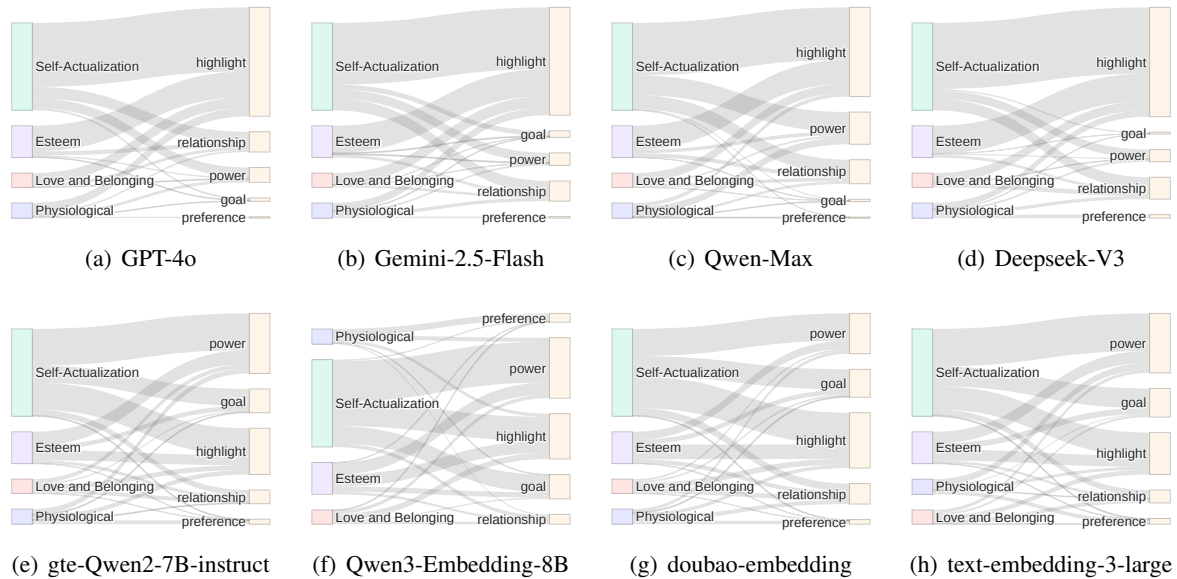 Self-Actualization
highlight
Esteem
relationship
Love and Belonging
power
Physiological
goal
preference
(a) GPT-4o
Self-Actualization
highlight
Esteem
goal
power
Love and Belonging
relationship
Physiological
preference
(b) Gemini-2.5-Flash
Self-Actualization
highlight
power
Esteem
relationship
Love and Belonging
goal
Physiological
preference
(c) Qwen-Max
Self-Actualization
highlight
goal
Esteem
power
Love and Belonging
relationship
Physiological
preference
(d) Deepseek-V3
power
Self-Actualization
goal
Esteem
highlight
Love and Belonging
relationship
Physiological
preference
(e) gte-Qwen2-7B-instruct
preference
Physiological
power
Self-Actualization
highlight
Esteem
goal
Love and Belonging
relationship
(f) Qwen3-Embedding-8B
power
Self-Actualization
goal
Esteem
highlight
Love and Belonging
relationship
Physiological
preference
(g) doubao-embedding
power
Self-Actualization
goal
Esteem
highlight
Physiological
relationship
Love and Belonging
preference
(h) text-embedding-3-large